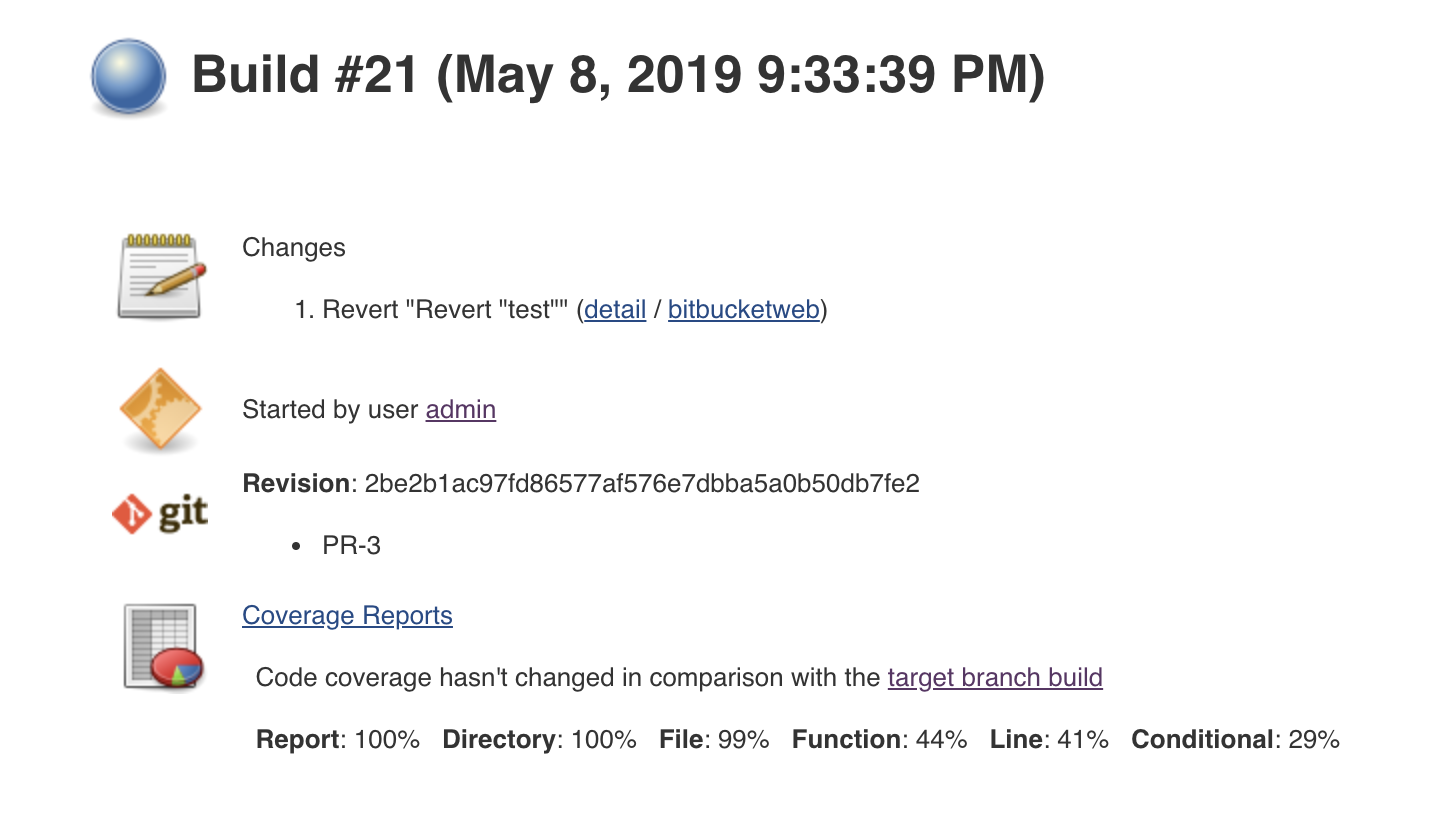 Build #21 (May 8, 2019 9:33:39 PM)
Changes
1. Revert "Revert "test"" (detail / bitbucketweb)
Started by user admin
Revision: 2be2b1ac97fd86577af576e7dbba5a0b50db7fe2
git
• PR-3
Coverage Reports
Code coverage hasn't changed in comparison with the target branch build
Report: 100% Directory: 100% File: 99% Function: 44% Line: 41% Conditional: 29%